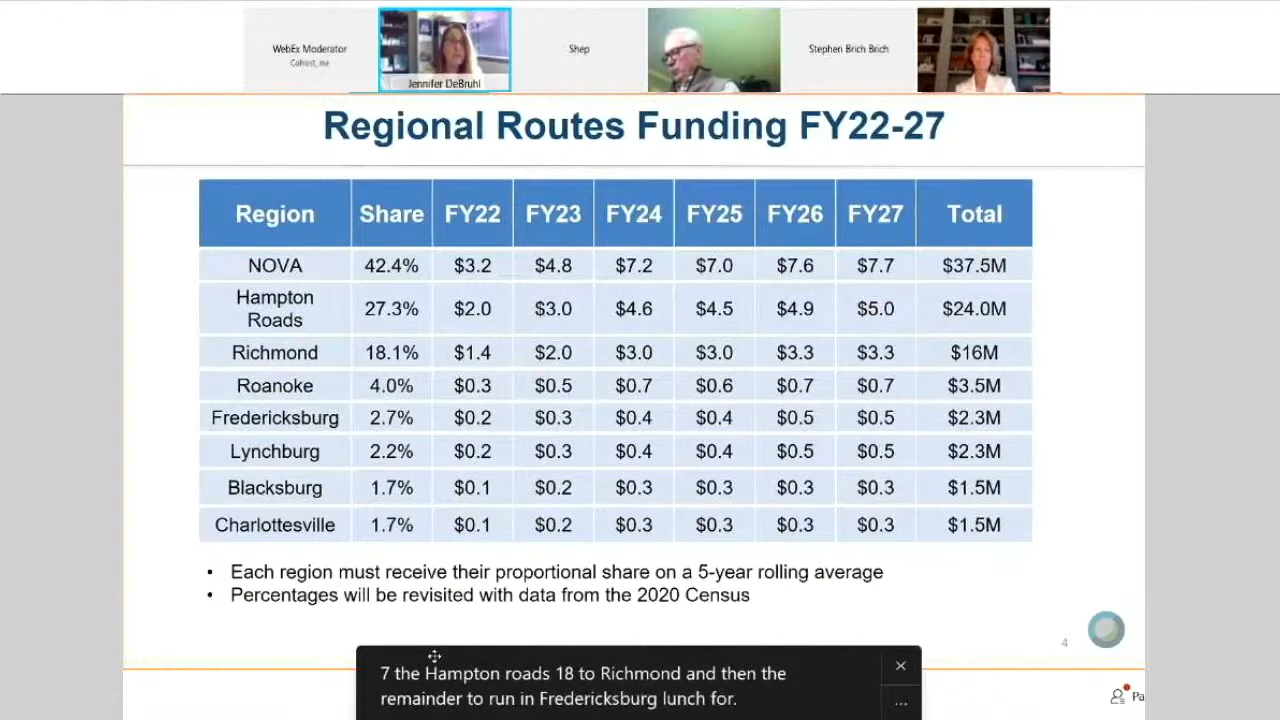 WebEx Moderator
Cohost, me
Jennifer DeBruhl
Shep
Stephen Brich Brich
Regional Routes Funding FY22-27
Region Share FY22 FY23 FY24 FY25 FY26 FY27 Total
NOVA 42.4% $3.2 $4.8 $7.2 $7.0 $7.6 $7.7 $37.5M
Hampton
Roads 27.3% $2.0 $3.0 $4.6 $4.5 $4.9 $5.0 $24.0M
Richmond 18.1% $1.4 $2.0 $3.0 $3.0 $3.3 $3.3 $16M
Roanoke 4.0% $0.3 $0.5 $0.7 $0.6 $0.7 $0.7 $3.5M
Fredericksburg 2.7% $0.2 $0.3 $0.4 $0.4 $0.5 $0.5 $2.3M
Lynchburg 2.2% $0.2 $0.3 $0.4 $0.4 $0.5 $0.5 $2.3M
Blacksburg 1.7% $0.1 $0.2 $0.3 $0.3 $0.3 $0.3 $1.5M
Charlottesville 1.7% $0.1 $0.2 $0.3 $0.3 $0.3 $0.3 $1.5M
• Each region must receive their proportional share on a 5-year rolling average
• Percentages will be revisited with data from the 2020 Census
4
7 the Hampton roads 18 to Richmond and then the
remainder to run in Fredericksburg lunch for.
Pa